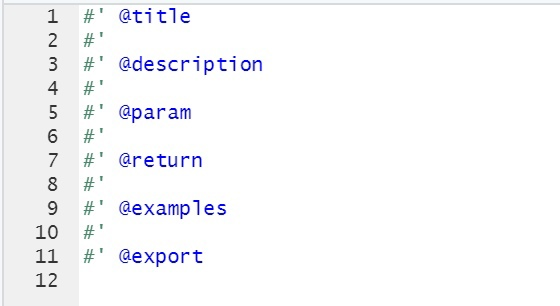 1 #' @title
2 #'
3 #' @description
4 #'
5 #' @param
6 #'
7 #' @return
8 #'
9 #' @examples
10 #'
11 #' @export
12